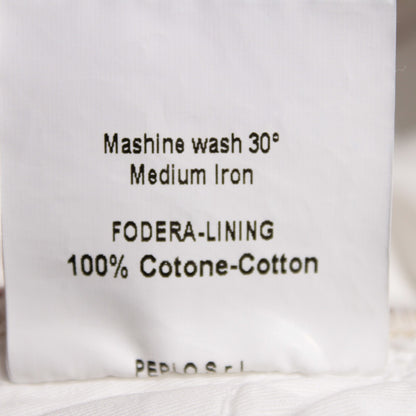 Mashine wash 30°
Medium Iron
FODERA-LINING
100% Cotone-Cotton
PEPLO S.r.l.